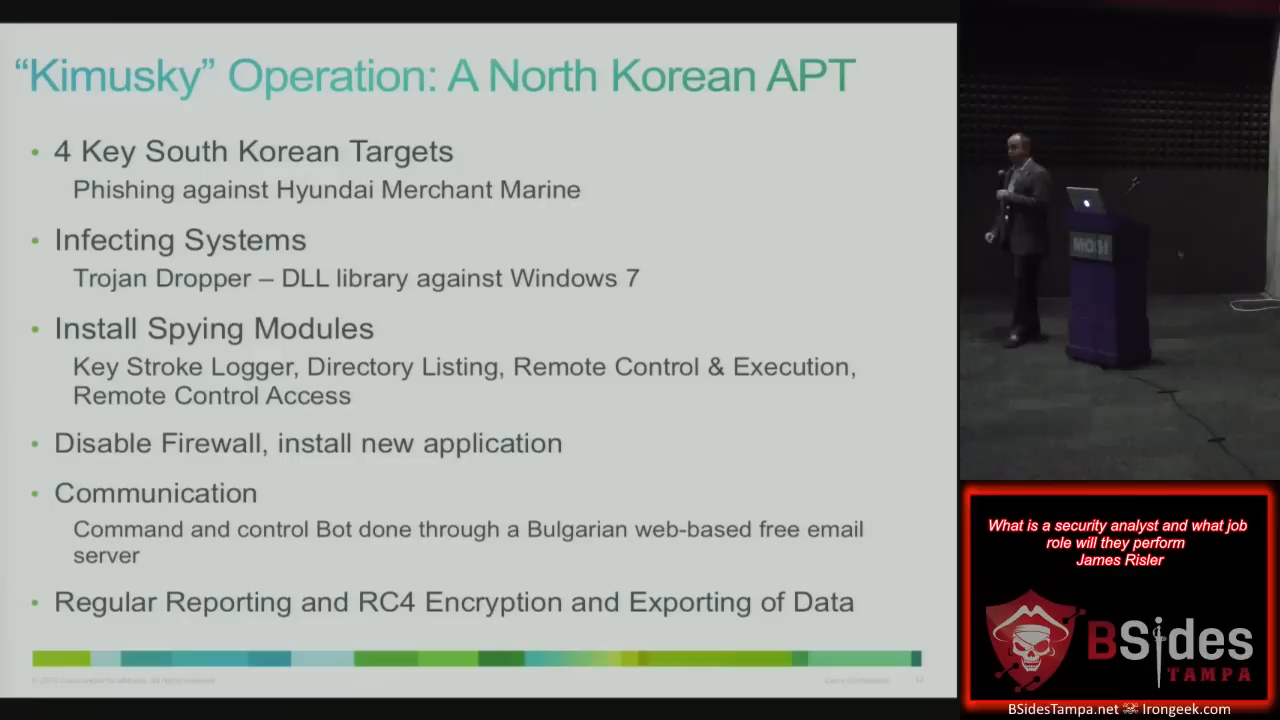 “Kimusky” Operation: A North Korean APT
• 4 Key South Korean Targets
Phishing against Hyundai Merchant Marine
• Infecting Systems
Trojan Dropper – DLL library against Windows 7
• Install Spying Modules
Key Stroke Logger, Directory Listing, Remote Control & Execution,
Remote Control Access
• Disable Firewall, install new application
• Communication
Command and control Bot done through a Bulgarian web-based free email
server
• Regular Reporting and RC4 Encryption and Exporting of Data
MOSH
What is a security analyst and what job
role will they perform
James Risler
BSides
TAMPA
BSidesTampa.net Irongeek.com